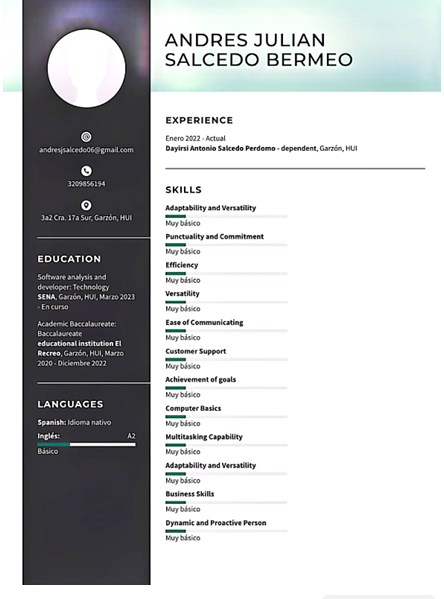 ANDRES JULIAN
SALCEDO BERMEO
andresjsalcedo06@gmail.com
3209856194
3a2 Cra. 17a Sur, Garzón, HUI
EDUCATION
Software analysis and
developer: Technology
SENA, Garzón, HUI, Marzo 2023
- En curso
Academic Baccalaureate:
Baccalaureate
educational institution El
Recreo, Garzón, HUI, Marzo
2020 - Diciembre 2022
LANGUAGES
Spanish: Idioma nativo
Inglés: A2
Básico
EXPERIENCE
Enero 2022 - Actual
Dayirsi Antonio Salcedo Perdomo - dependent, Garzón, HUI
SKILLS
Adaptability and Versatility
Muy básico
Punctuality and Commitment
Muy básico
Efficiency
Muy básico
Versatility
Muy básico
Ease of Communicating
Muy básico
Customer Support
Muy básico
Achievement of goals
Muy básico
Computer Basics
Muy básico
Multitasking Capability
Muy básico
Adaptability and Versatility
Muy básico
Business Skills
Muy básico
Dynamic and Proactive Person
Muy básico